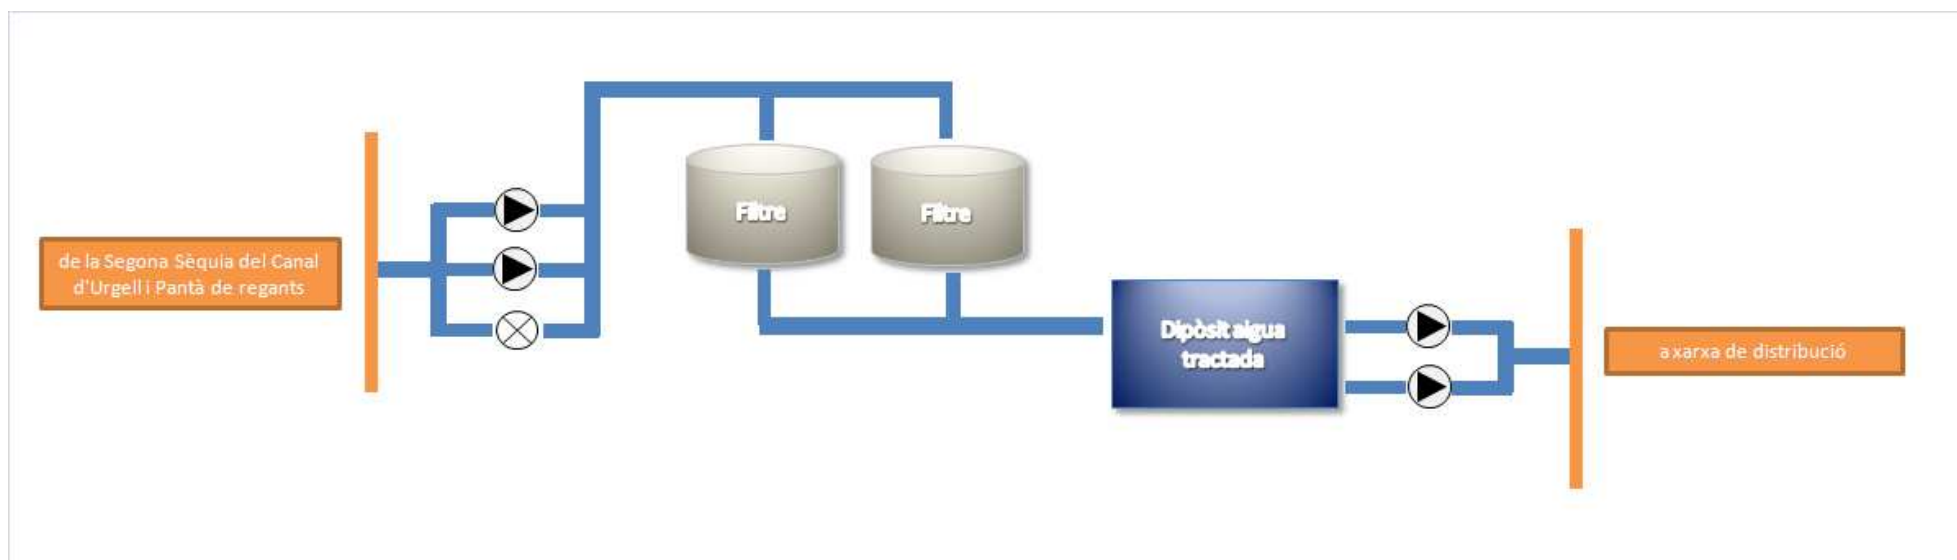 de la Segona Sèquia del Canal
d'Urgell i Pantà de regants
Filtre
Filtre
Dipòsit aigua
tractada
a xarxa de distribució